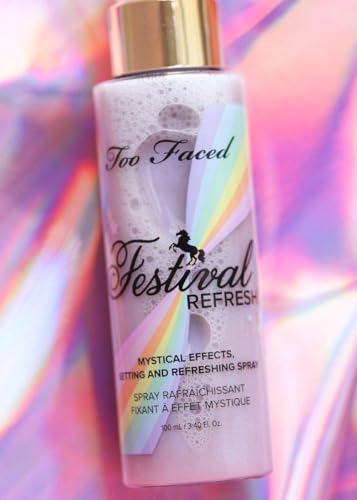 Too Faced
Festival
REFRESH
MYSTICAL EFFECTS,
SETTING AND REFRESHING SPRAY
SPRAY RAFRAÎCHISSANT
FIXANT À EFFET MYSTIQUE
100 mL / 3.40 Fl. Oz.